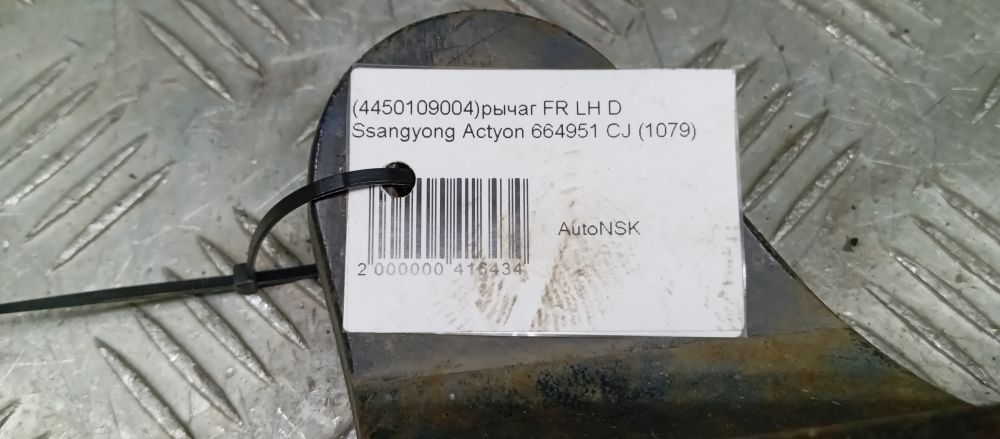 (4450109004)рычаг FR LH D
Ssangyong Actyon 664951 CJ (1079)
AutoNSK
2 000000 416434